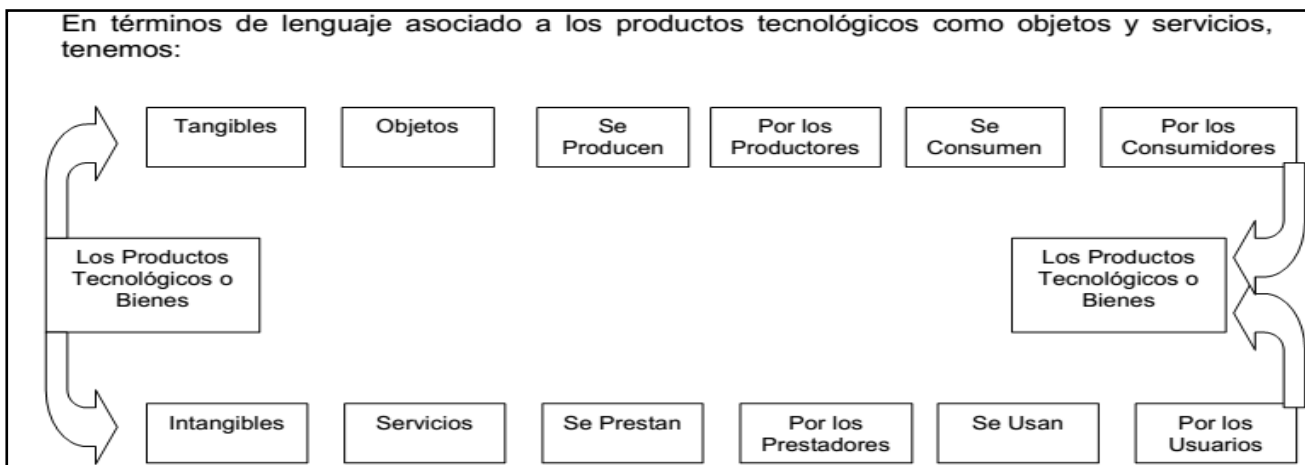 En términos de lenguaje asociado a los productos tecnológicos como objetos y servicios,
tenemos:
Tangibles
Objetos
Se
Producen
Por los
Productores
Se
Consumen
Por los
Consumidores
Los Productos
Tecnológicos o
Bienes
Los Productos
Tecnológicos o
Bienes
Intangibles
Servicios
Se Prestan
Por los
Prestadores
Se Usan
Por los
Usuarios